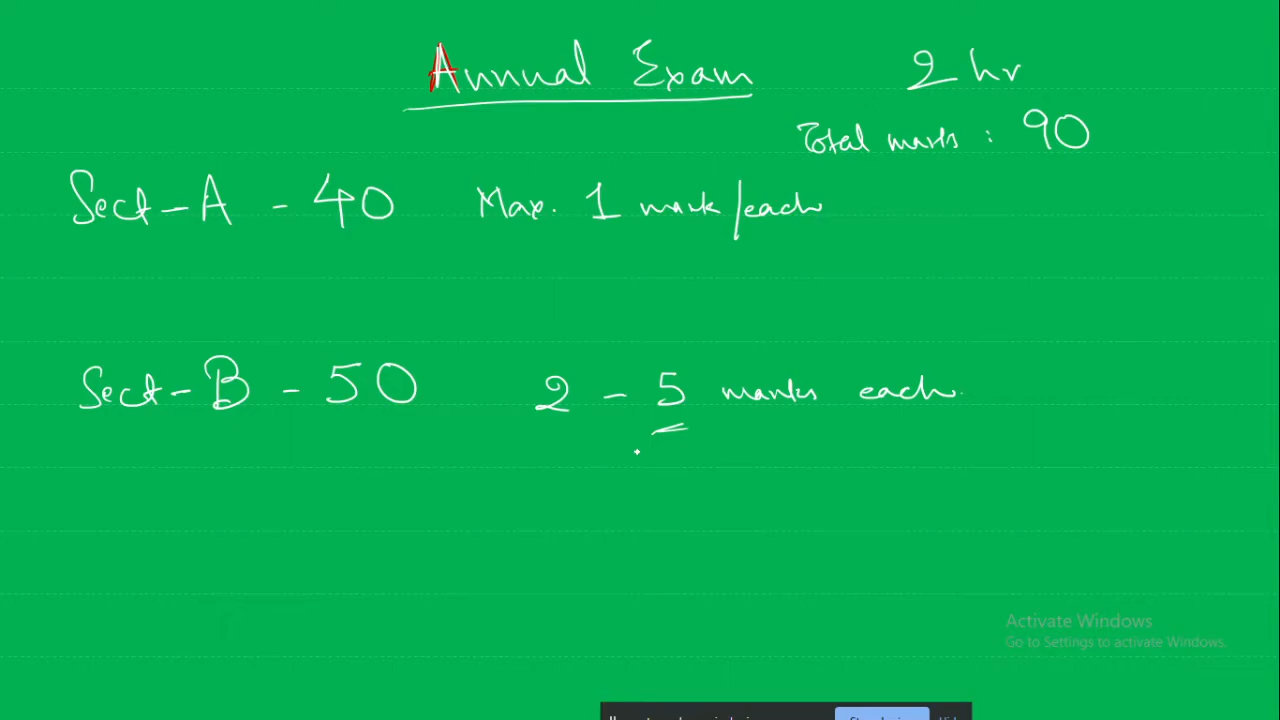 Annual Exam 2 hr
Total marks : 90
Sect-A - 40 Max. 1 mark/each
Sect-B - 50 2 - 5 marks each.
Activate Windows
Go to Settings to activate Windows.